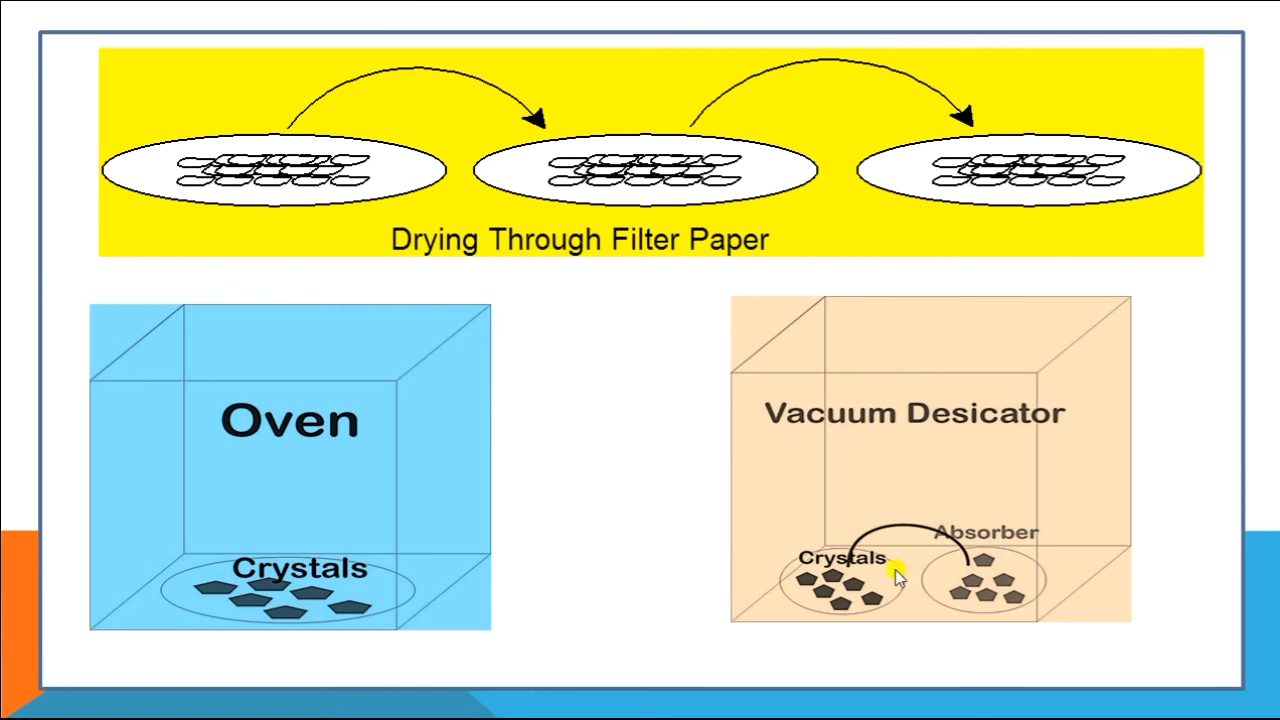 Drying Through Filter Paper
Oven
Crystals
Vacuum Desicator
Absorber
Crystals